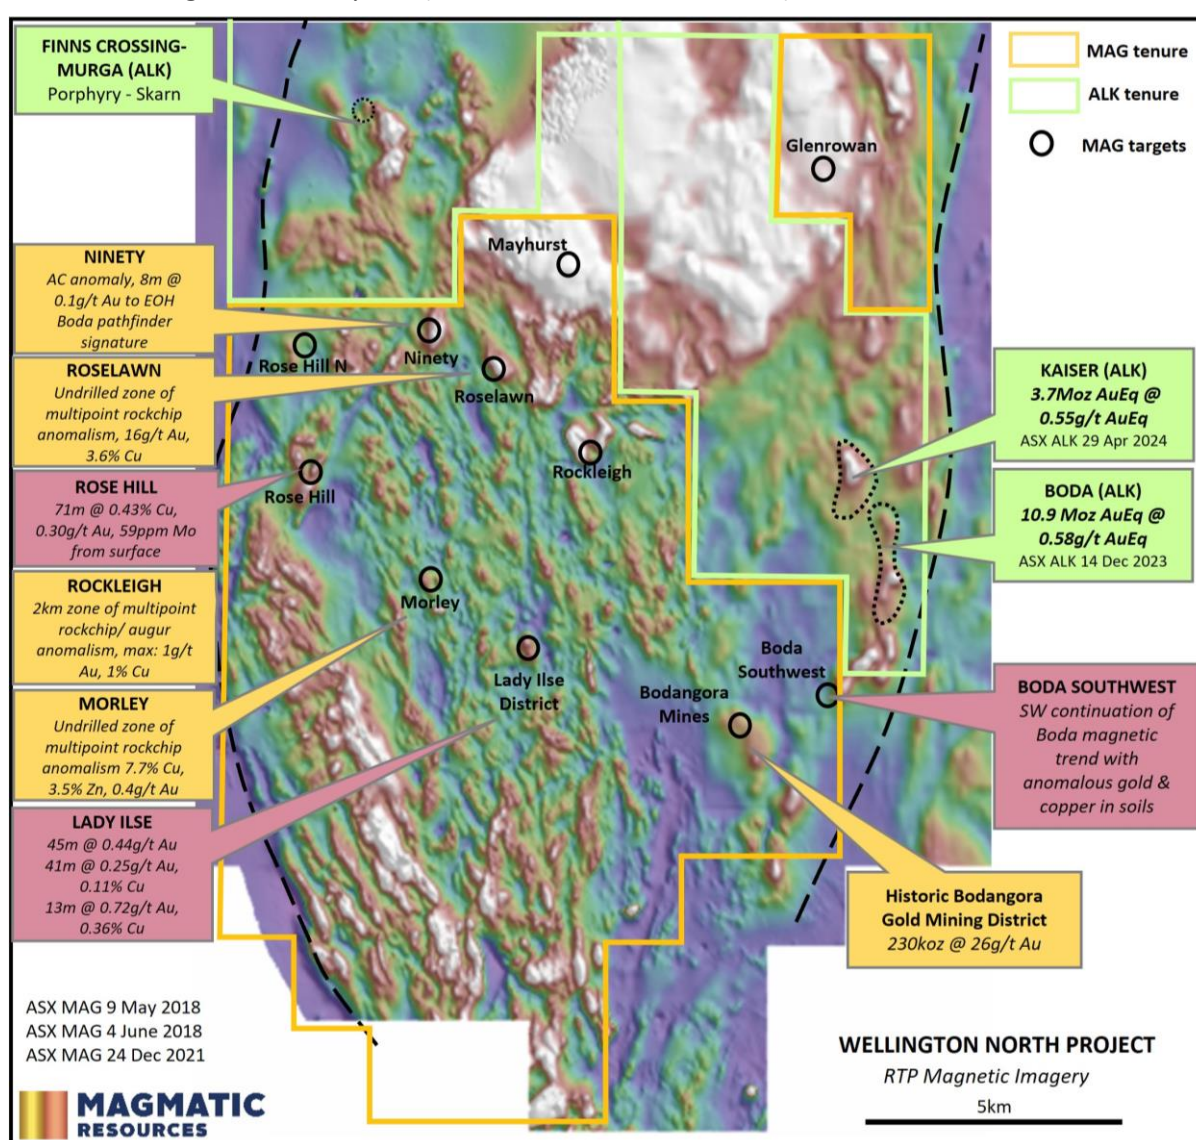 FINNS CROSSING-
MURGA (ALK)
Porphyry - Skarn
MAG tenure
ALK tenure
MAG targets
Glenrowan
Mayhurst
NINETY
AC anomaly, 8m @
0.1g/t Au to EOH
Boda pathfinder
signature
Rose Hill N
Ninety
Roselawn
ROSELAWN
Undrilled zone of
multipoint rockchip
anomalism, 16g/t Au,
3.6% Cu
KAISER (ALK)
3.7Moz AuEq @
0.55g/t AuEq
ASX ALK 29 Apr 2024
Rockleigh
Rose Hill
ROSE HILL
71m @ 0.43% Cu,
0.30g/t Au, 59ppm Mo
from surface
BODA (ALK)
10.9 Moz AuEq @
0.58g/t AuEq
ASX ALK 14 Dec 2023
ROCKLEIGH
2km zone of multipoint
rockchip/ augur
anomalism, max: 1g/t
Au, 1% Cu
Morley
Lady Ilse
District
Boda
Southwest
Bodangora
Mines
MORLEY
Undrilled zone of
multipoint rockchip
anomalism 7.7% Cu,
3.5% Zn, 0.4g/t Au
BODA SOUTHWEST
SW continuation of
Boda magnetic
trend with
anomalous gold &
copper in soils
LADY ILSE
45m @ 0.44g/t Au
41m @ 0.25g/t Au,
0.11% Cu
13m @ 0.72g/t Au,
0.36% Cu
Historic Bodangora
Gold Mining District
230koz @ 26g/t Au
ASX MAG 9 May 2018
ASX MAG 4 June 2018
ASX MAG 24 Dec 2021
WELLINGTON NORTH PROJECT
RTP Magnetic Imagery
5km
MAGMATIC
RESOURCES